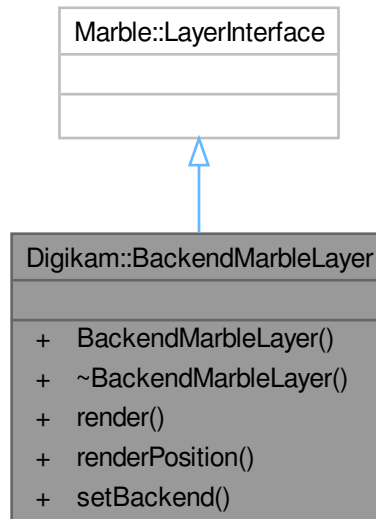 Marble::LayerInterface
Digikam::BackendMarbleLayer
+ BackendMarbleLayer()
+ ~BackendMarbleLayer()
+ render()
+ renderPosition()
+ setBackend()